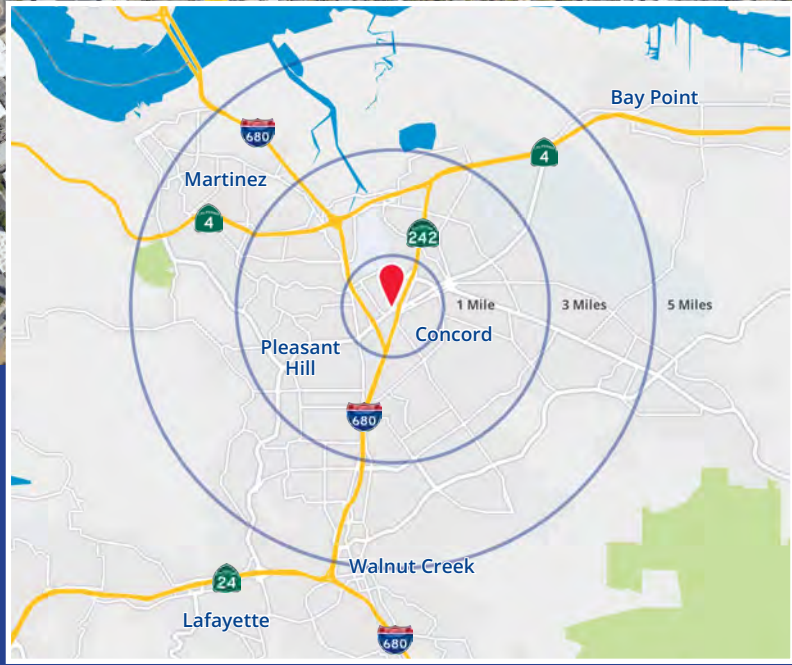 Bay Point
680
4
Martinez
4
242
1 Mile
3 Miles
5 Miles
Concord
Pleasant
Hill
680
Walnut Creek
24
Lafayette
680